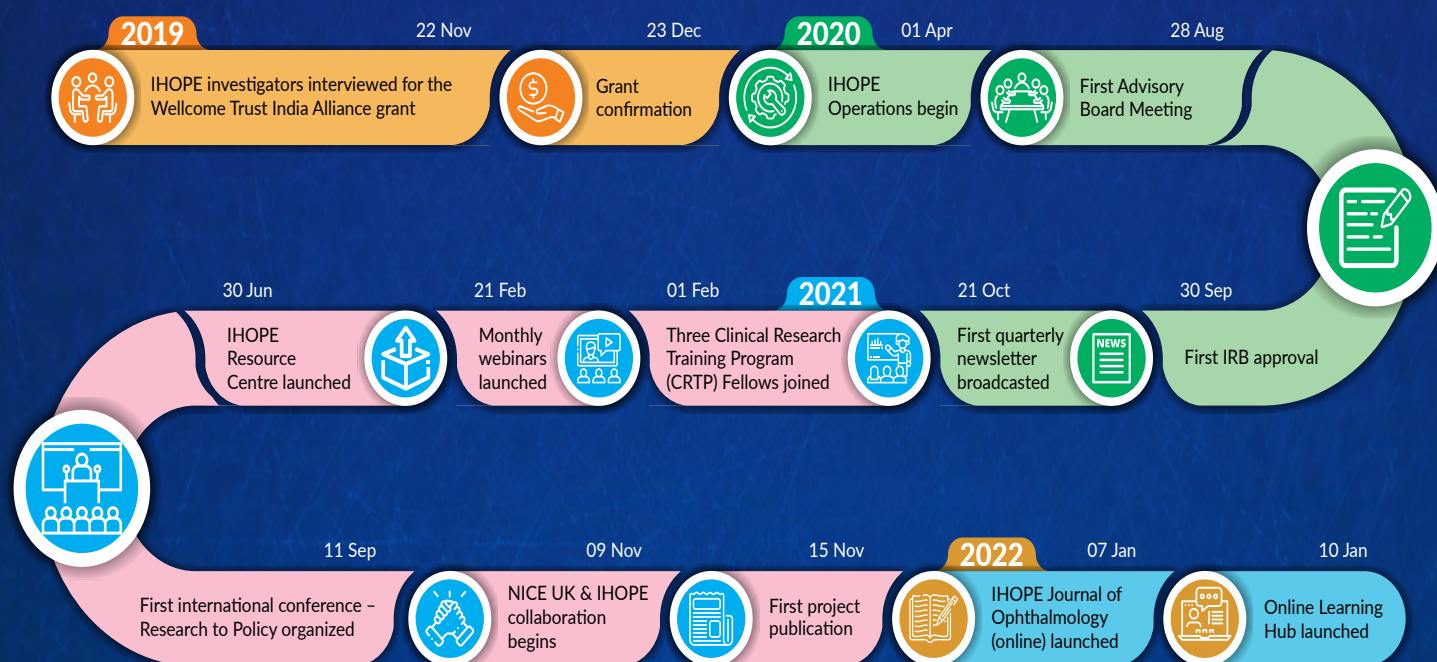 2019
22 Nov
IHOPE investigators interviewed for the
Wellcome Trust India Alliance grant
23 Dec
Grant
confirmation
2020
01 Apr
IHOPE
Operations begin
28 Aug
First Advisory
Board Meeting
30 Sep
First IRB approval
21 Oct
NEWS
First quarterly
newsletter
broadcasted
2021
01 Feb
Three Clinical Research
Training Program
(CRTP) Fellows joined
21 Feb
Monthly
webinars
launched
30 Jun
IHOPE
Resource
Centre launched
11 Sep
First international conference –
Research to Policy organized
09 Nov
NICE UK & IHOPE
collaboration
begins
15 Nov
First project
publication
2022
07 Jan
IHOPE Journal of
Ophthalmology
(online) launched
10 Jan
Online Learning
Hub launched